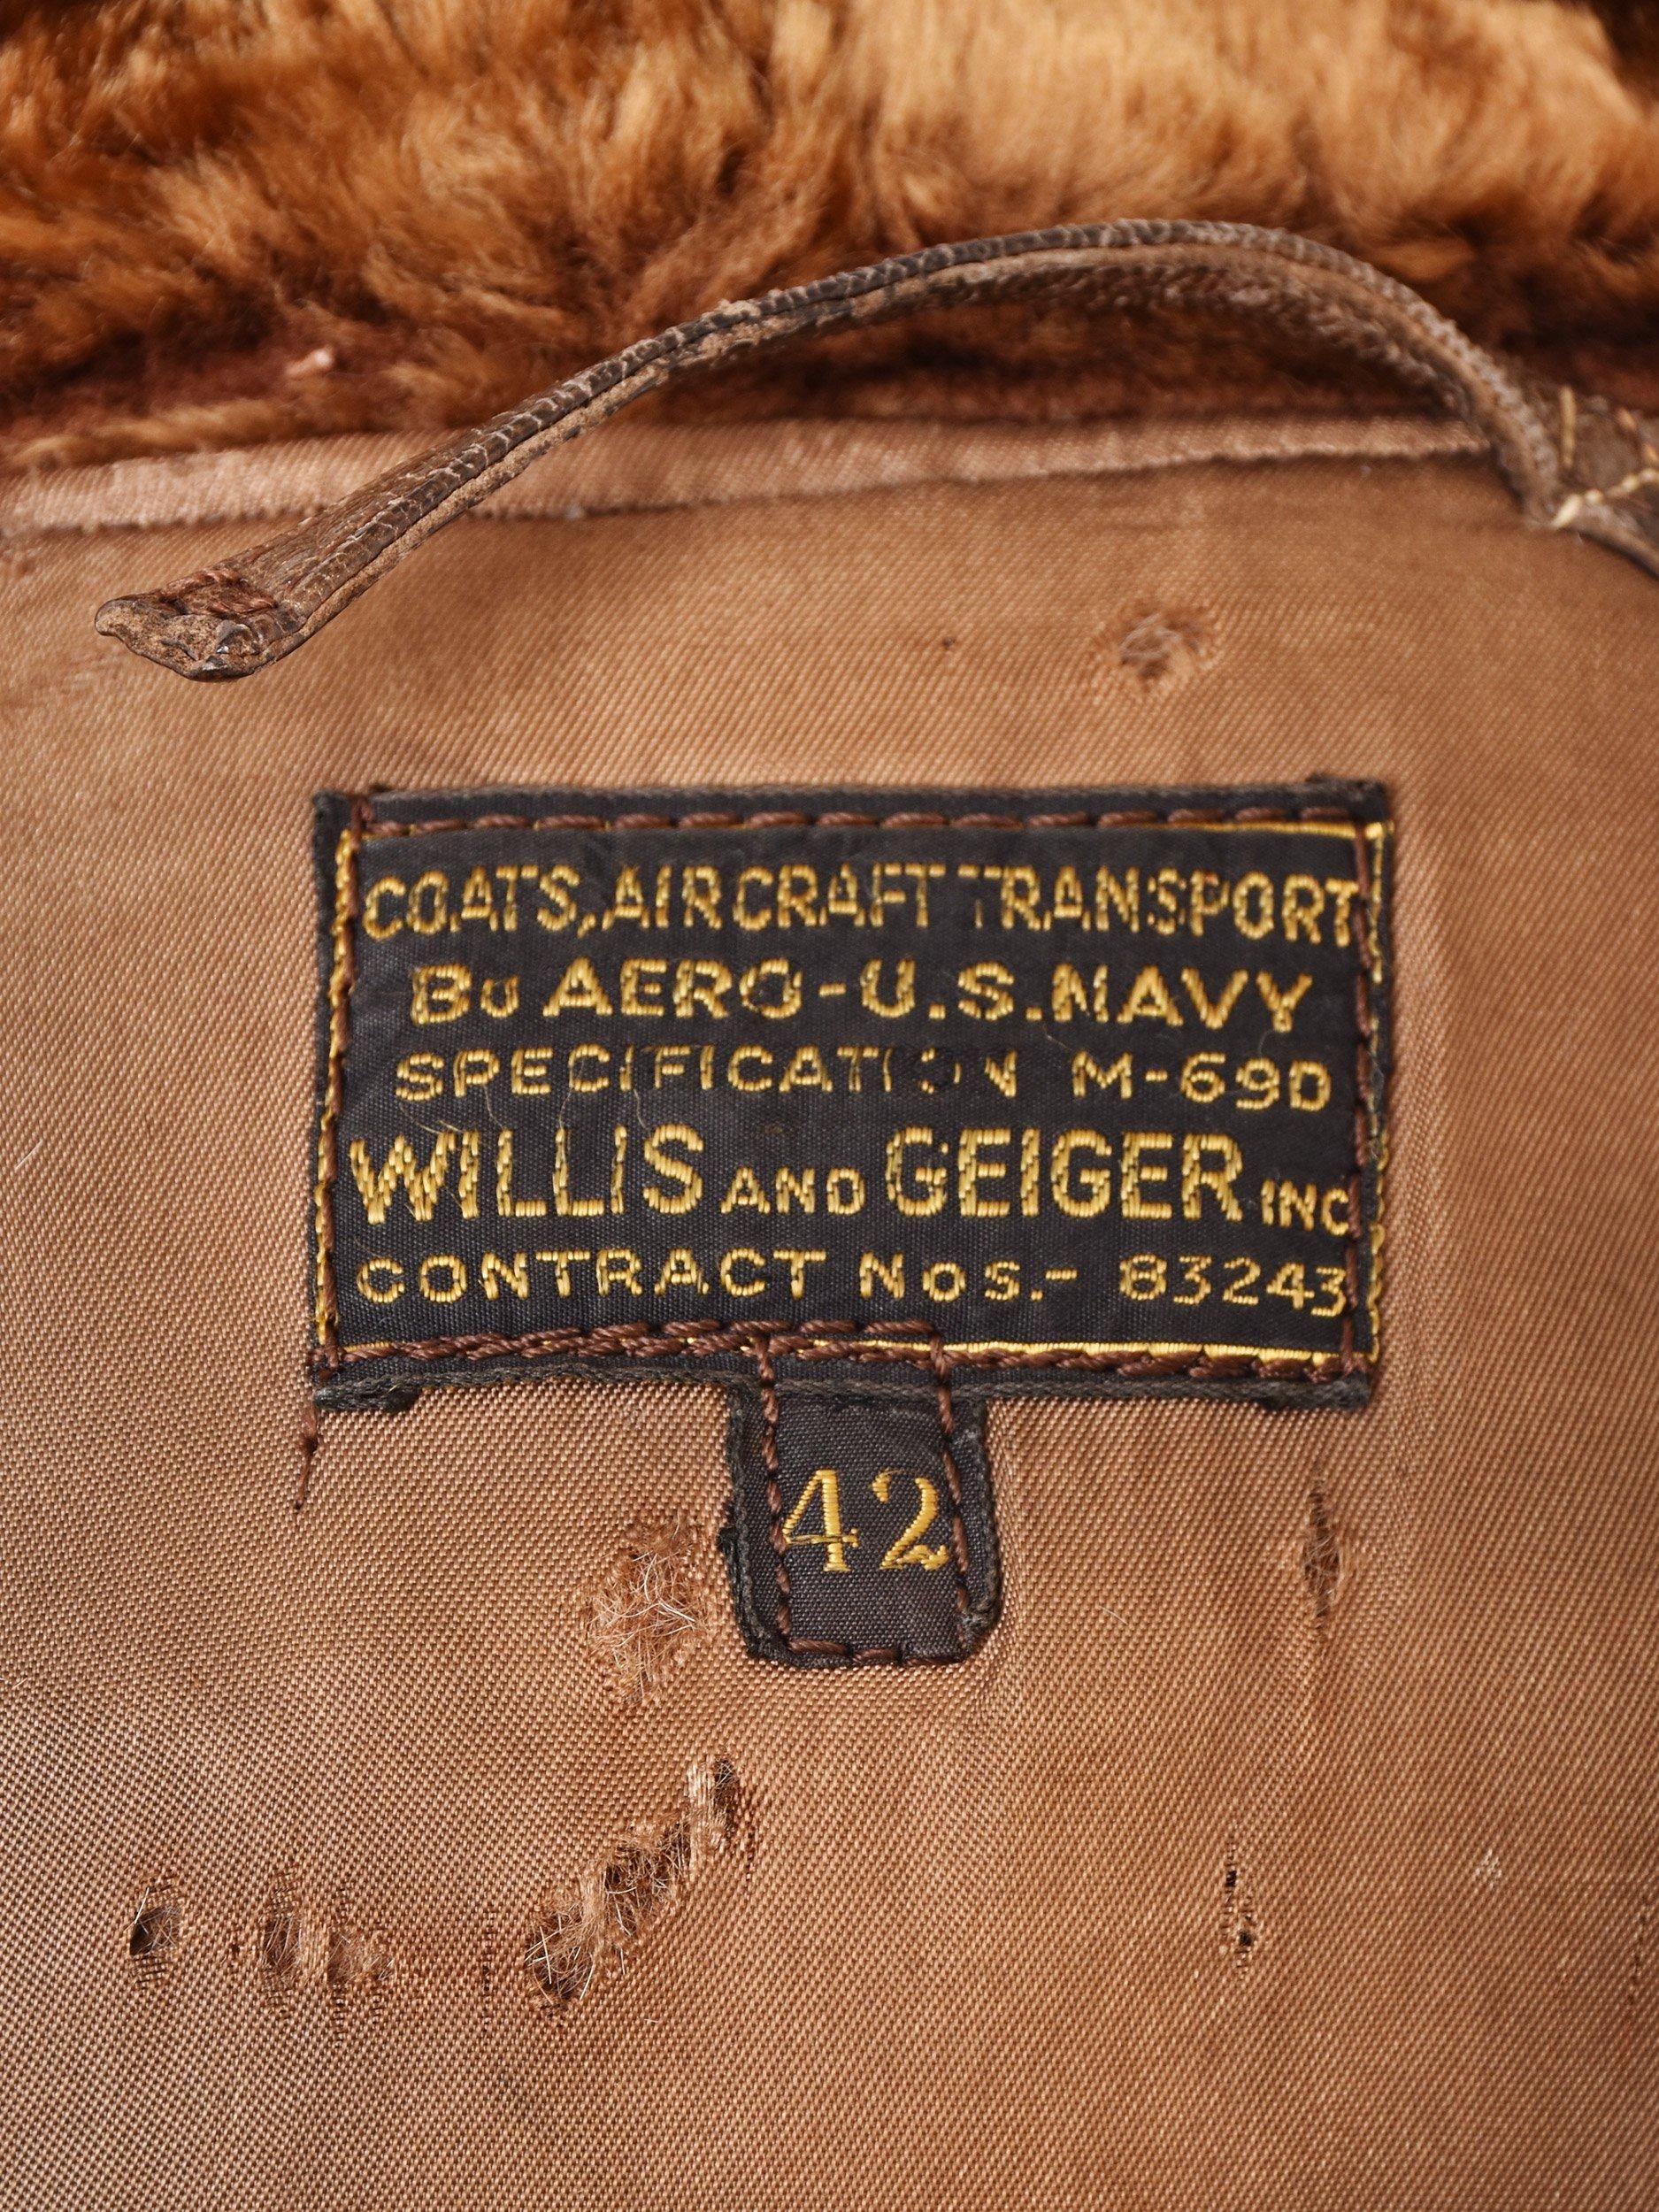 COATS, AIRCRAFT TRANSPORT
BU AERO-U.S.NAVY
SPECIFICATION M-69D
WILLIS AND GEIGER INC
CONTRACT NOS.- 83243
42